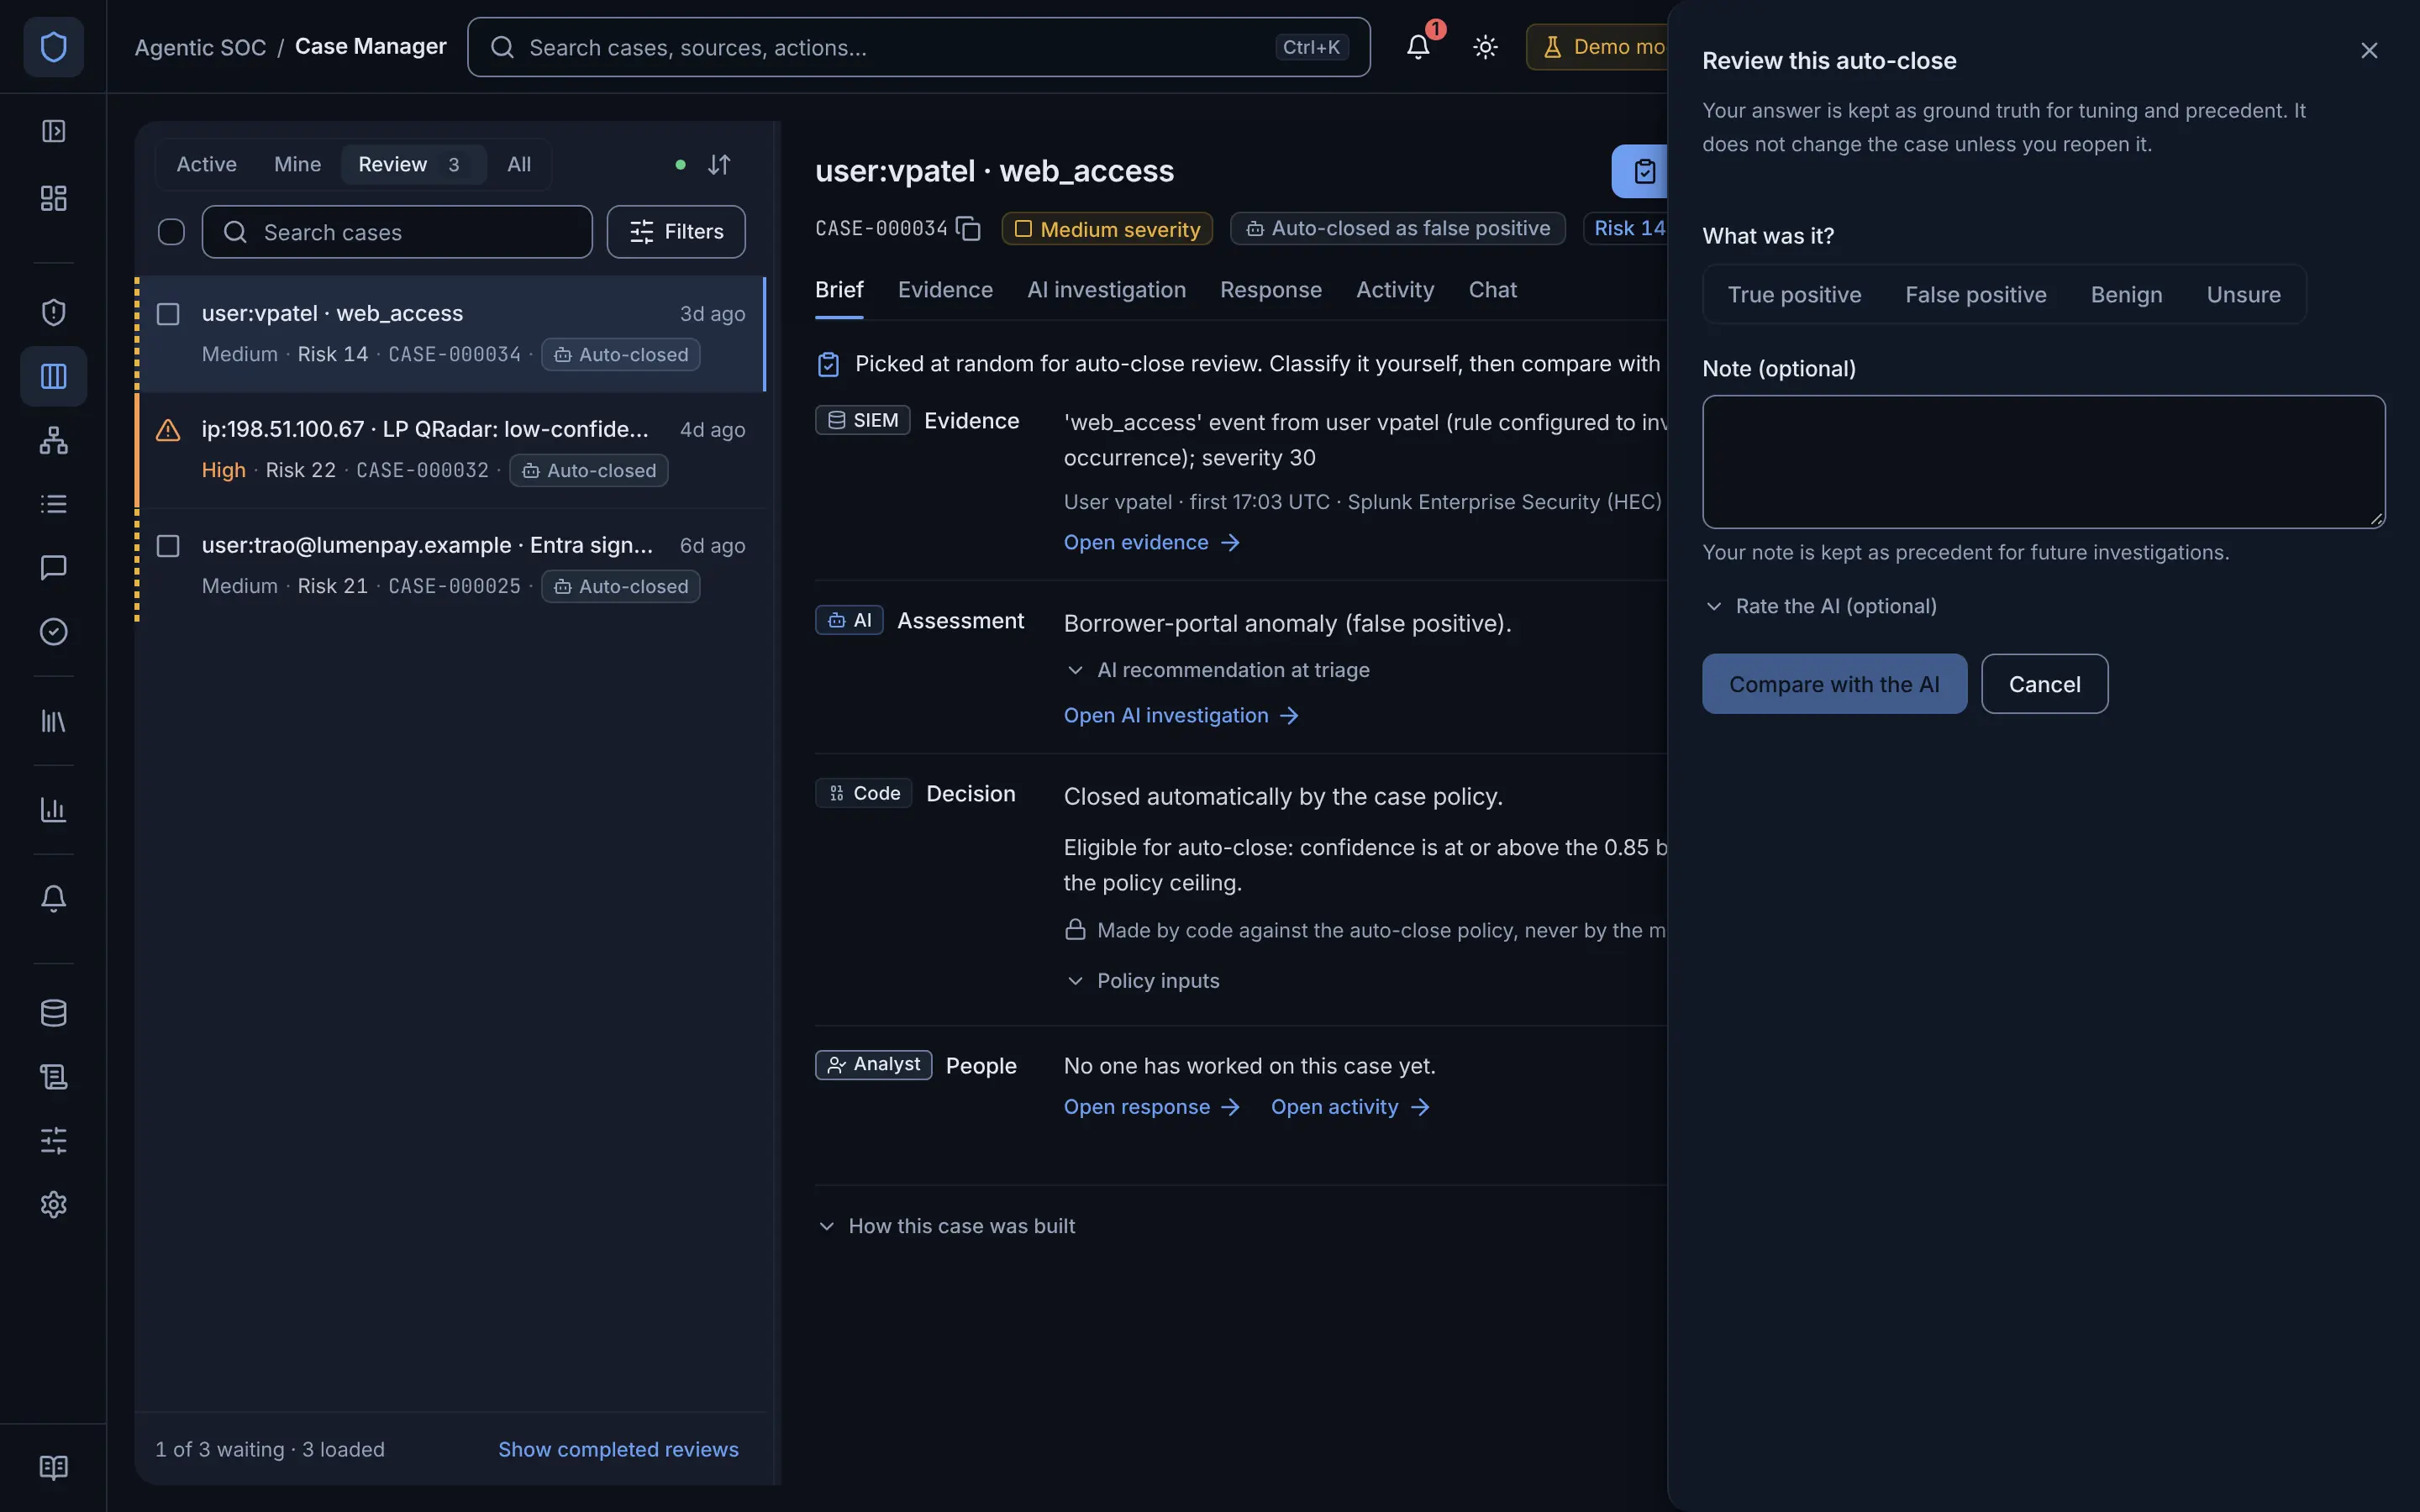 Agentic SOC / Case Manager
Search cases, sources, actions...
Ctrl+K
1
Demo mo
Active
Mine
Review 3
All
Search cases
Filters
user:vpatel · web_access
3d ago
Medium · Risk 14 · CASE-000034 · Auto-closed
ip:198.51.100.67 · LP QRadar: low-confide...
4d ago
High · Risk 22 · CASE-000032 · Auto-closed
user:trao@lumenpay.example · Entra sign...
6d ago
Medium · Risk 21 · CASE-000025 · Auto-closed
1 of 3 waiting · 3 loaded
Show completed reviews
user:vpatel · web_access
CASE-000034
Medium severity
Auto-closed as false positive
Risk 14
Brief
Evidence
AI investigation
Response
Activity
Chat
Picked at random for auto-close review. Classify it yourself, then compare with
SIEM
Evidence
'web_access' event from user vpatel (rule configured to inv
occurrence); severity 30
User vpatel · first 17:03 UTC · Splunk Enterprise Security (HEC)
Open evidence
AI
Assessment
Borrower-portal anomaly (false positive).
AI recommendation at triage
Open AI investigation
Code
Decision
Closed automatically by the case policy.
Eligible for auto-close: confidence is at or above the 0.85 b
the policy ceiling.
Made by code against the auto-close policy, never by the m
Policy inputs
Analyst
People
No one has worked on this case yet.
Open response
Open activity
How this case was built
Review this auto-close
Your answer is kept as ground truth for tuning and precedent. It
does not change the case unless you reopen it.
What was it?
True positive
False positive
Benign
Unsure
Note (optional)
Your note is kept as precedent for future investigations.
Rate the AI (optional)
Compare with the AI
Cancel